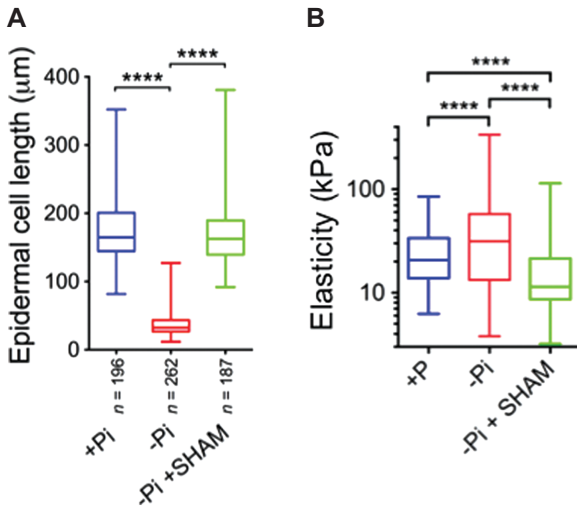 A
Epidermal cell length (μm)
400
300
200
100
0
****
****
n = 196
n = 262
n = 187
+Pi
-Pi
-Pi +SHAM
B
Elasticity (kPa)
100
10
****
****
****
+P
-Pi
-Pi + SHAM